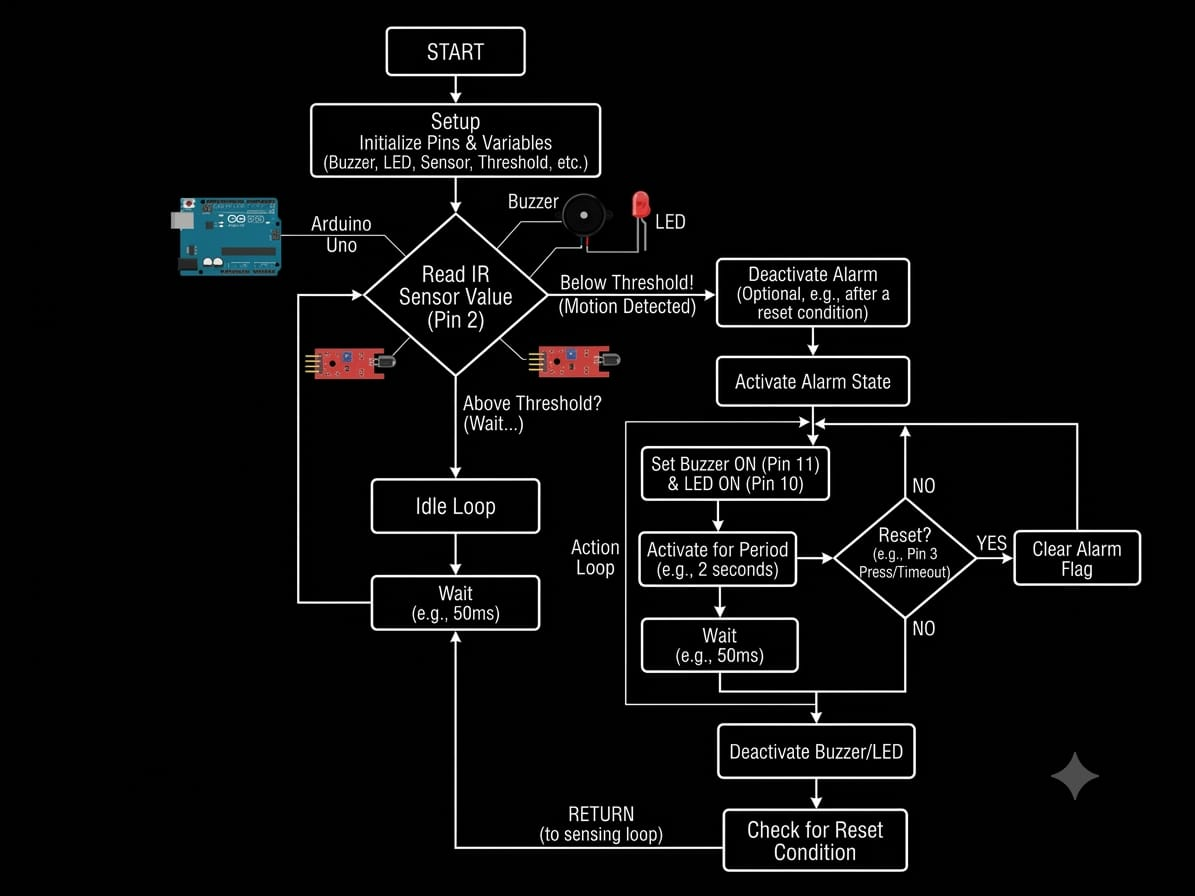 START
Setup
Initialize Pins & Variables
(Buzzer, LED, Sensor, Threshold, etc.)
Arduino
Uno
Buzzer
LED
Read IR
Sensor Value
(Pin 2)
Below Threshold!
(Motion Detected)
Deactivate Alarm
(Optional, e.g., after a
reset condition)
Activate Alarm State
Above Threshold?
(Wait...)
Idle Loop
Wait
(e.g., 50ms)
Action
Loop
Set Buzzer ON (Pin 11)
& LED ON (Pin 10)
Activate for Period
(e.g., 2 seconds)
Wait
(e.g., 50ms)
NO
Reset?
(e.g., Pin 3
Press/Timeout)
YES
Clear Alarm
Flag
NO
Deactivate Buzzer/LED
Check for Reset
Condition
RETURN
(to sensing loop)